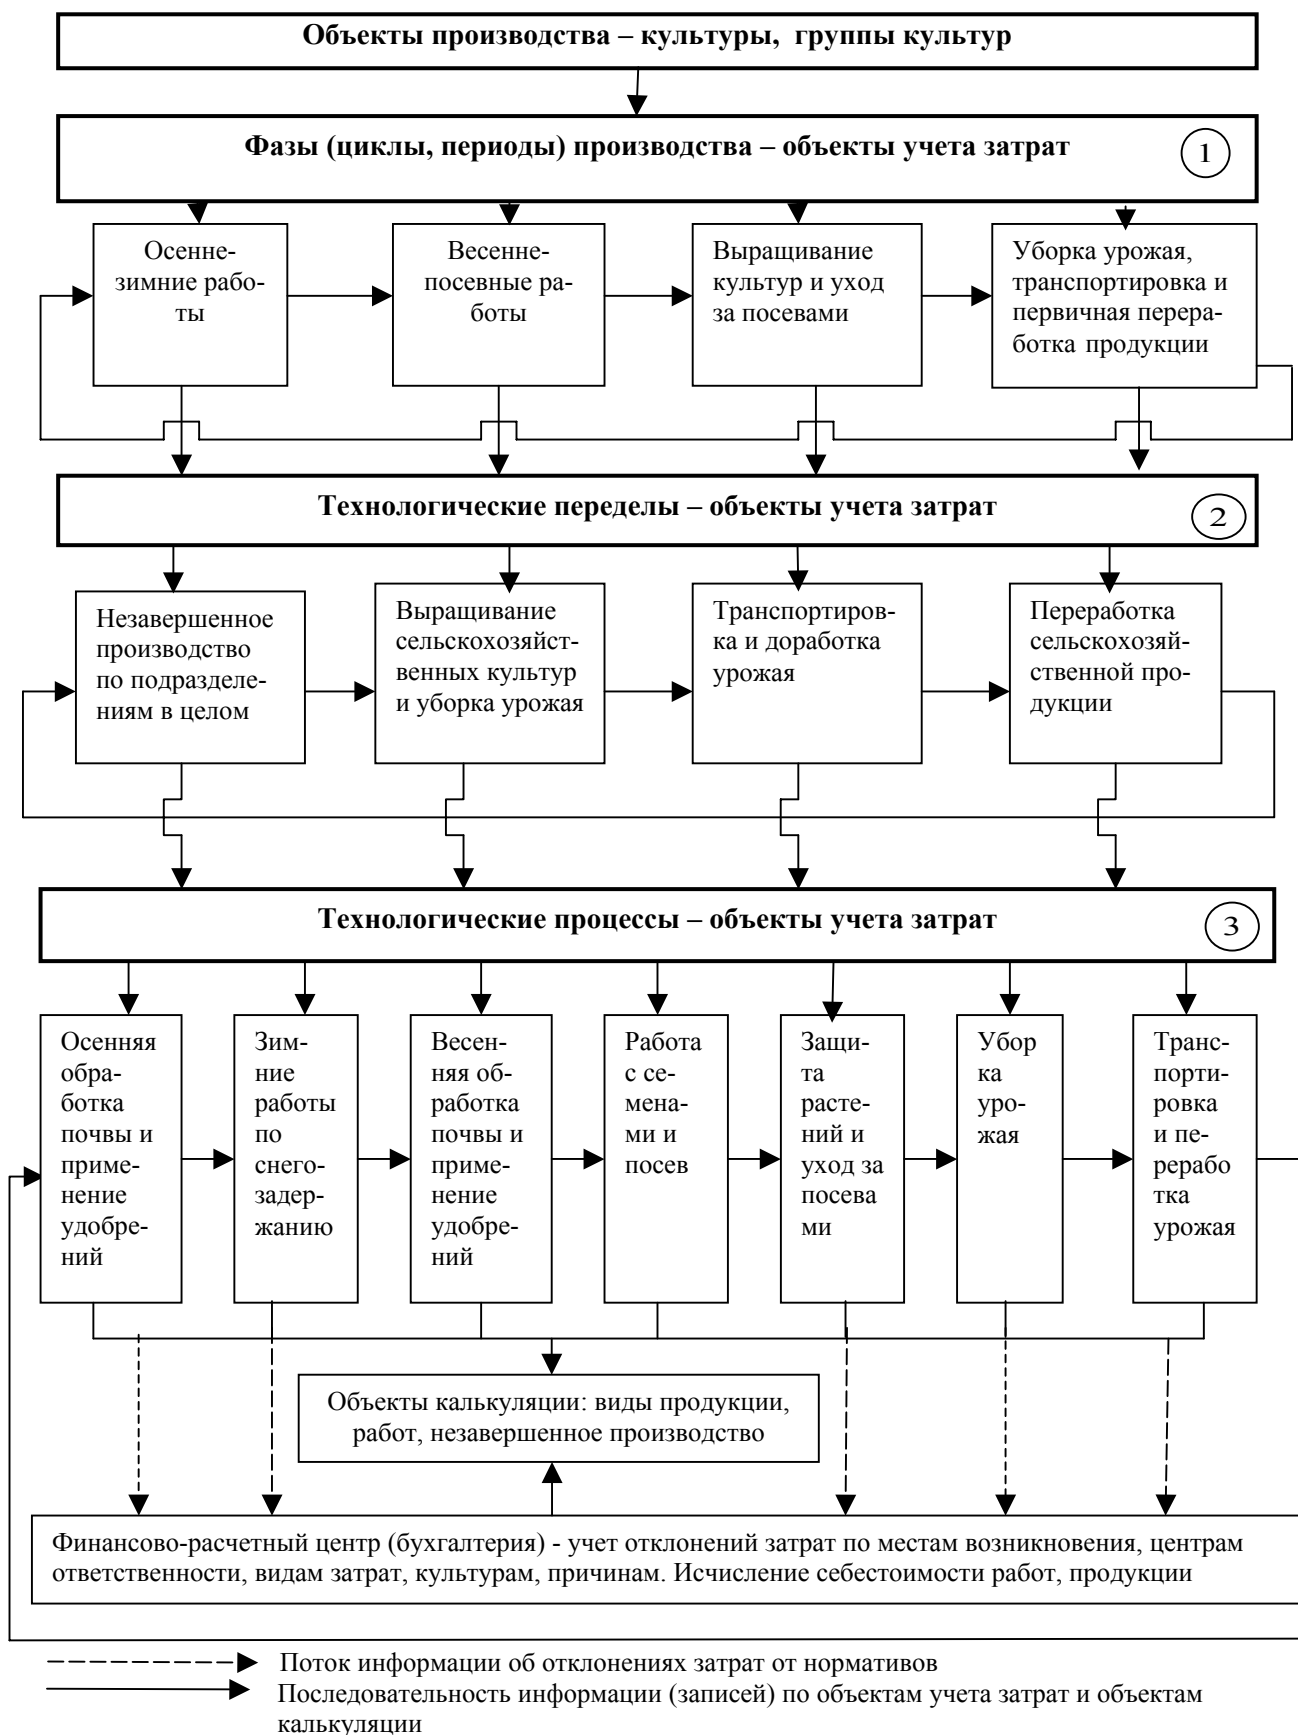 Объекты производства – культуры, группы культур
Фазы (циклы, периоды) производства – объекты учета затрат
1
Осенне-
зимние рабо-
ты
Весенне-
посевные ра-
боты
Выращивание
культур и уход
за посевами
Уборка урожая,
транспортировка и
первичная перера-
ботка продукции
Технологические переделы – объекты учета затрат
2
Незавершенное
производство
по подразделе-
ниям в целом
Выращивание
сельскохозяйст-
венных культур
и уборка урожая
Транспортиров-
ка и доработка
урожая
Переработка
сельскохозяй-
ственной про-
дукции
Технологические процессы – объекты учета затрат
3
Осенняя
обра-
ботка
почвы и
приме-
нение
удобре-
ний
Зим-
ние
работы
по
снего-
задер-
жанию
Весен-
няя об-
работка
почвы и
приме-
нение
удобре-
ний
Работа
с се-
мена-
ми и
посев
Защи-
та
расте-
ний и
уход за
посева
ми
Убор
ка
уро-
жая
Транс-
порти-
ровка
и пе-
рерабо
тка
урожая
Объекты калькуляции: виды продукции,
работ, незавершенное производство
Финансово-расчетный центр (бухгалтерия) - учет отклонений затрат по местам возникновения, центрам
ответственности, видам затрат, культурам, причинам. Исчисление себестоимости работ, продукции
Поток информации об отклонениях затрат от нормативов
Последовательность информации (записей) по объектам учета затрат и объектам
калькуляции